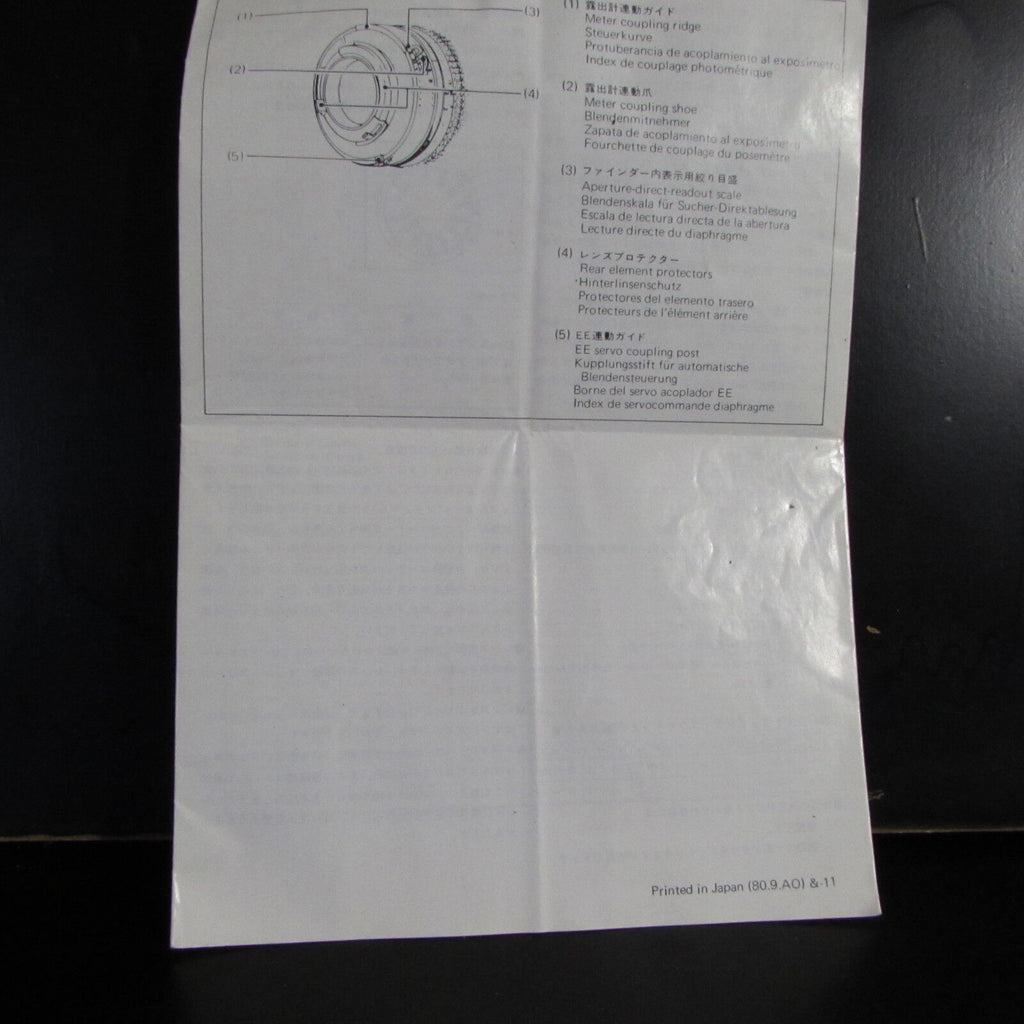 (1)
(3)
(2)
(4)
(5)
(1) 露出計連動ガイド
Meter coupling ridge
Steuerkurve
Protuberancia de acoplamiento al exposímetro
Index de couplage photométrique
(2) 露出計連動爪
Meter coupling shoe
Blendenmitnehmer
Zapata de acoplamiento al exposímetro
Fourchette de couplage du posemètre
(3) ファインダー内表示用絞り目盛
Aperture-direct-readout scale
Blendenskala für Sucher-Direktablesung
Escala de lectura directa de la abertura
Lecture directe du diaphragme
(4) レンズプロテクター
Rear element protectors
Hinterlinsenschutz
Protectores del elemento trasero
Protecteurs de l'élément arrière
(5) EE連動ガイド
EE servo coupling post
Kupplungsstift für automatische
Blendensteuerung
Borne del servo acoplador EE
Index de servocommande diaphragme
Printed in Japan (80.9.AO) &-11